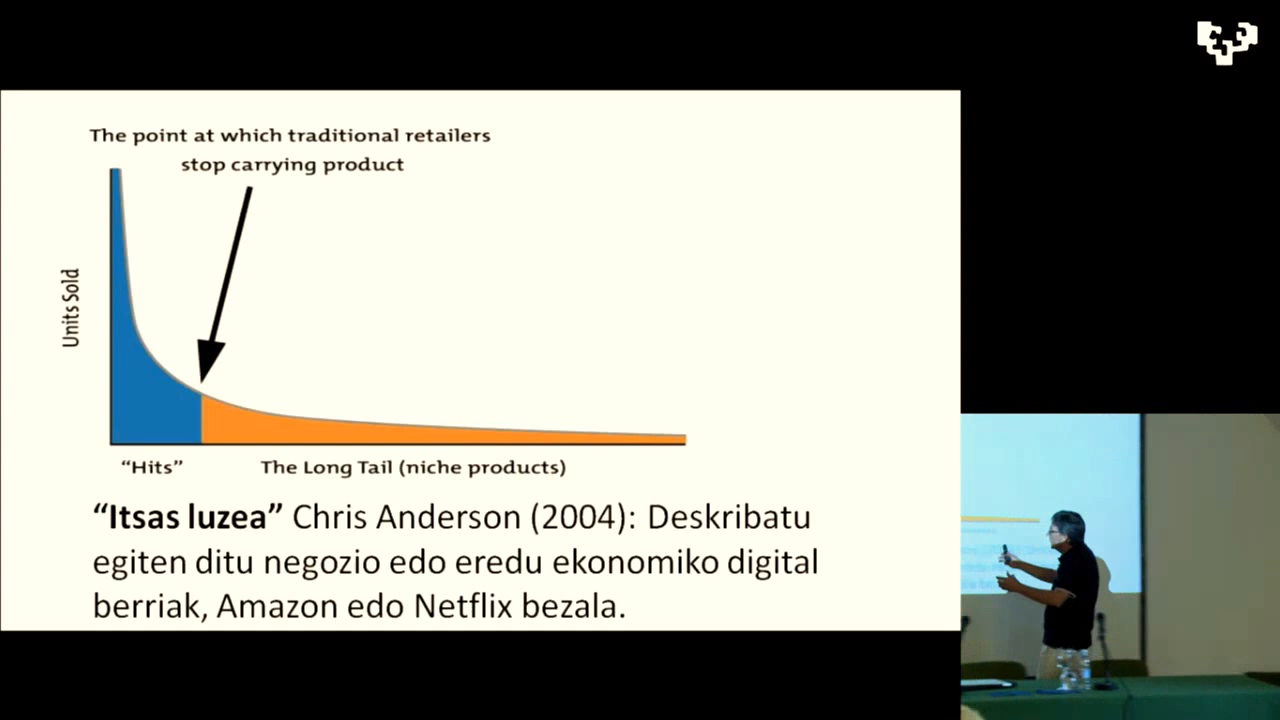 The point at which traditional retailers
stop carrying product
Units Sold
“Hits”
The Long Tail (niche products)
“Itsas luzea” Chris Anderson (2004): Deskribatu
egiten ditu negozio edo eredu ekonomiko digital
berriak, Amazon edo Netflix bezala.